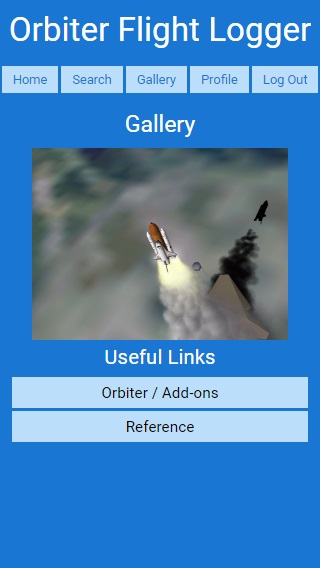 Orbiter Flight Logger
Home Search Gallery Profile Log Out
Gallery
Useful Links
Orbiter / Add-ons
Reference